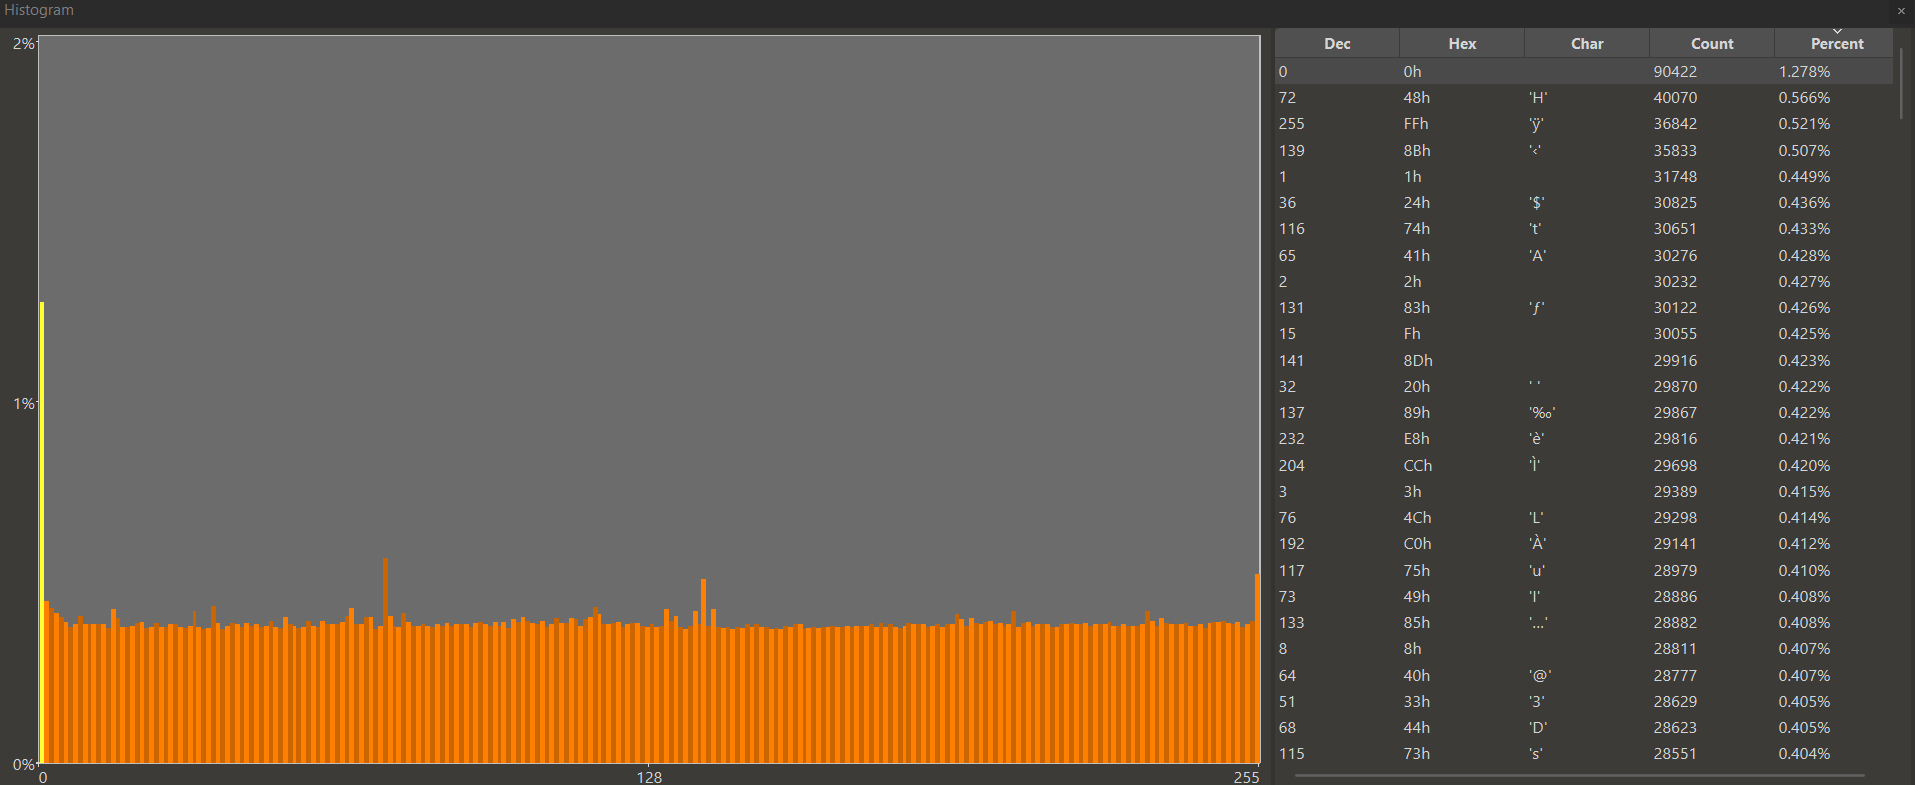 Histogram ×
2%
1%
0%
0 128 255
Dec Hex Char Count Percent
0 0h 90422 1.278%
72 48h 'H' 40070 0.566%
255 FFh 'ÿ' 36842 0.521%
139 8Bh '‹' 35833 0.507%
1 1h 31748 0.449%
36 24h '$' 30825 0.436%
116 74h 't' 30651 0.433%
65 41h 'A' 30276 0.428%
2 2h 30232 0.427%
131 83h 'ƒ' 30122 0.426%
15 Fh 30055 0.425%
141 8Dh 29916 0.423%
32 20h ' ' 29870 0.422%
137 89h '‰' 29867 0.422%
232 E8h 'è' 29816 0.421%
204 CCh 'Ì' 29698 0.420%
3 3h 29389 0.415%
76 4Ch 'L' 29298 0.414%
192 C0h 'À' 29141 0.412%
117 75h 'u' 28979 0.410%
73 49h 'I' 28886 0.408%
133 85h '…' 28882 0.408%
8 8h 28811 0.407%
64 40h '@' 28777 0.407%
51 33h '3' 28629 0.405%
68 44h 'D' 28623 0.405%
115 73h 's' 28551 0.404%